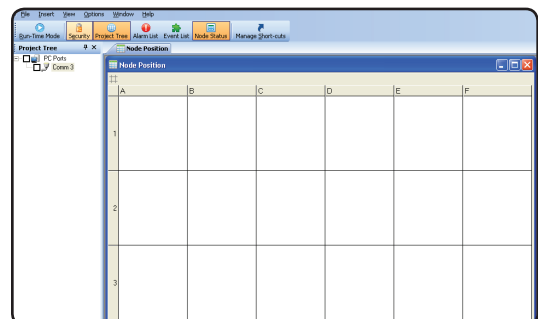 File Insert View Options Window Help
Run-Time Mode Security Project Tree Alarm List Event List Node Status Manage Short-cuts
Project Tree
Node Position
PC Ports
Comm 3
Node Position
A B C D E F
1
2
3